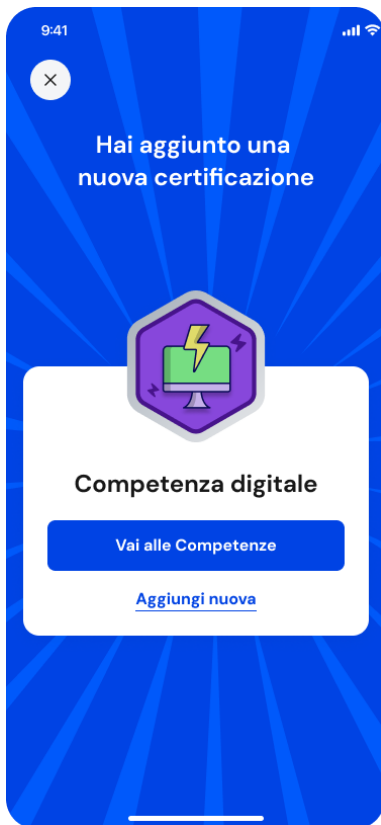 9:41
Hai aggiunto una
nuova certificazione
Competenza digitale
Vai alle Competenze
Aggiungi nuova